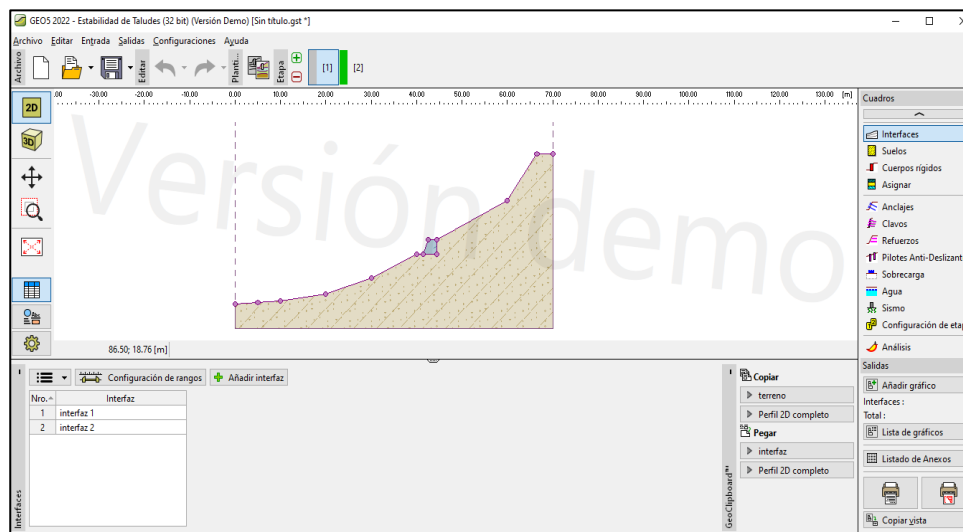 GEO5 2022 - Estabilidad de Taludes (32 bit) (Versión Demo) [Sin título.gst *]
Archivo Editar Entrada Salidas Configuraciones Ayuda
Archivo
Editar
Planti...
Etapa
[1]
[2]
.00 -30.00 -20.00 -10.00 0.00 10.00 20.00 30.00 40.00 50.00 60.00 70.00 80.00 90.00 100.00 110.00 120.00 130.00 [m]
2D
3D
Versión demo
86.50; 18.76 [m]
Cuadros
Interfaces
Suelos
Cuerpos rígidos
Asignar
Anclajes
Clavos
Refuerzos
Pilotes Anti-Deslizant
Sobrecarga
Agua
Sismo
Configuración de etap
Análisis
Salidas
Añadir gráfico
Interfaces :
Total :
Lista de gráficos
Listado de Anexos
Copiar vista
Interfaces
Configuración de rangos
Añadir interfaz
Nro. Interfaz
1 interfaz 1
2 interfaz 2
GeoClipboard™
Copiar
terreno
Perfil 2D completo
Pegar
interfaz
Perfil 2D completo